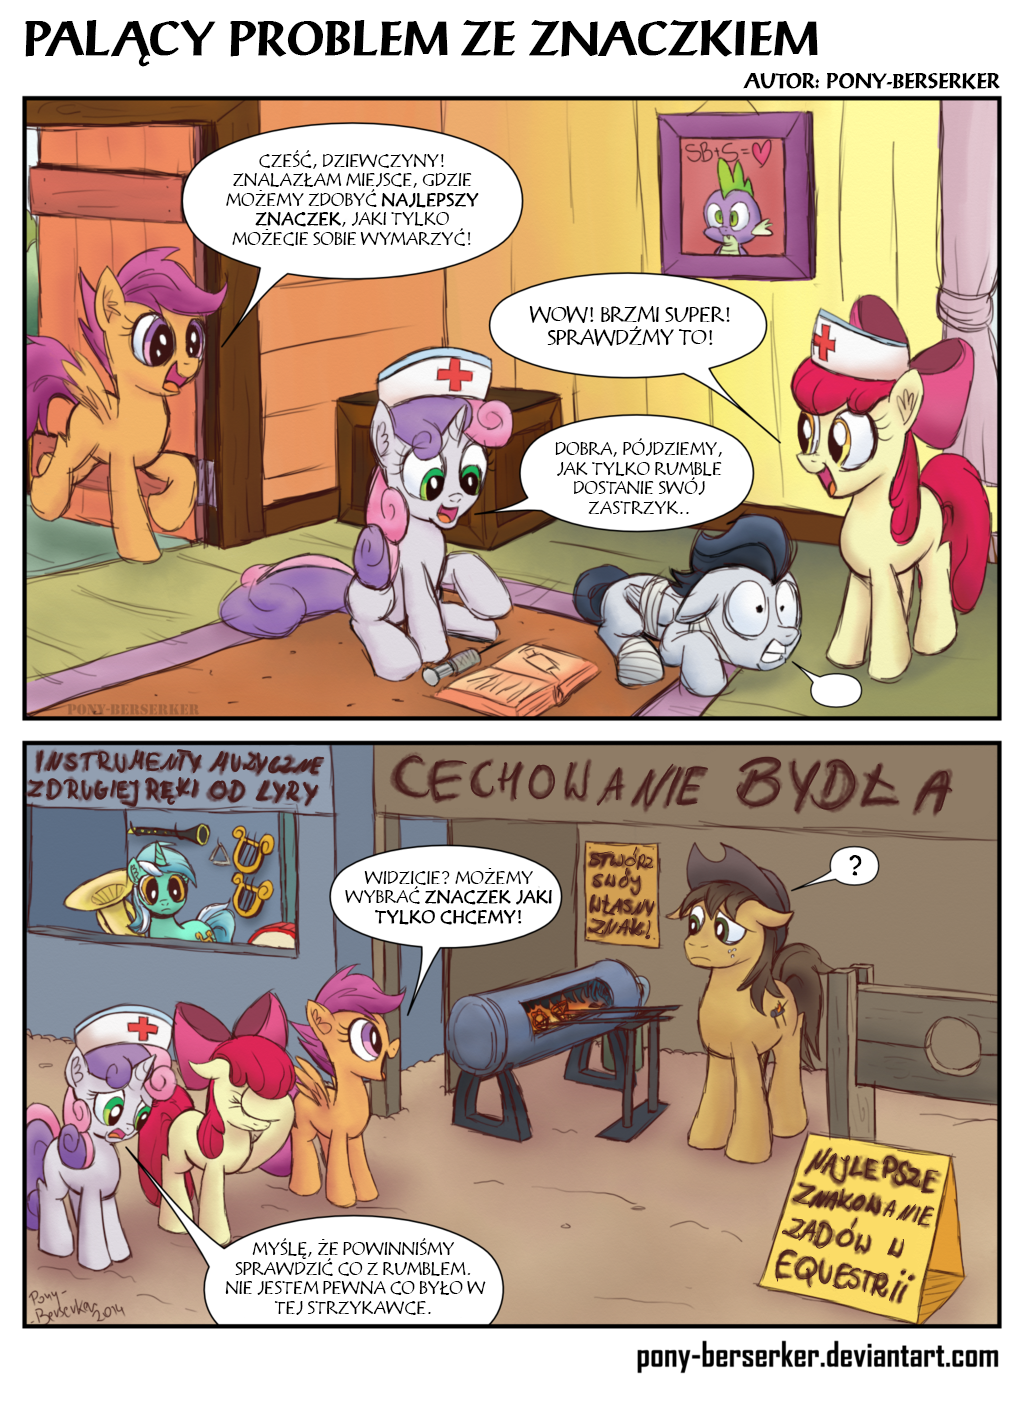 PALĄCY PROBLEM ZE ZNACZKIEM
AUTOR: PONY-BERSERKER
CZEŚĆ, DZIEWCZYNY!
ZNALAZŁAM MIEJSCE, GDZIE
MOŻEMY ZDOBYĆ NAJLEPSZY
ZNACZEK, JAKI TYLKO
MOŻECIE SOBIE WYMARZYĆ!
SB+S=♥
WOW! BRZMI SUPER!
SPRAWDŹMY TO!
DOBRA, PÓJDZIEMY,
JAK TYLKO RUMBLE
DOSTANIE SWÓJ
ZASTRZYK..
PONY-BERSERKER
INSTRUMENTY MUZYCZNE
Z DRUGIEJ RĘKI OD LYRY
CECHOWANIE BYDŁA
STWÓRZ
SWÓJ
WŁASNY
ZNAK!
?
WIDZICIE? MOŻEMY
WYBRAĆ ZNACZEK JAKI
TYLKO CHCEMY!
NAJLEPSZE
ZNAKOWANIE
ZADÓW W
EQUESTRII
MYŚLĘ, ŻE POWINNIŚMY
SPRAWDZIĆ CO Z RUMBLEM.
NIE JESTEM PEWNA CO BYŁO W
TEJ STRZYKAWCE.
Pony-
-Berserker
2014
pony-berserker.deviantart.com